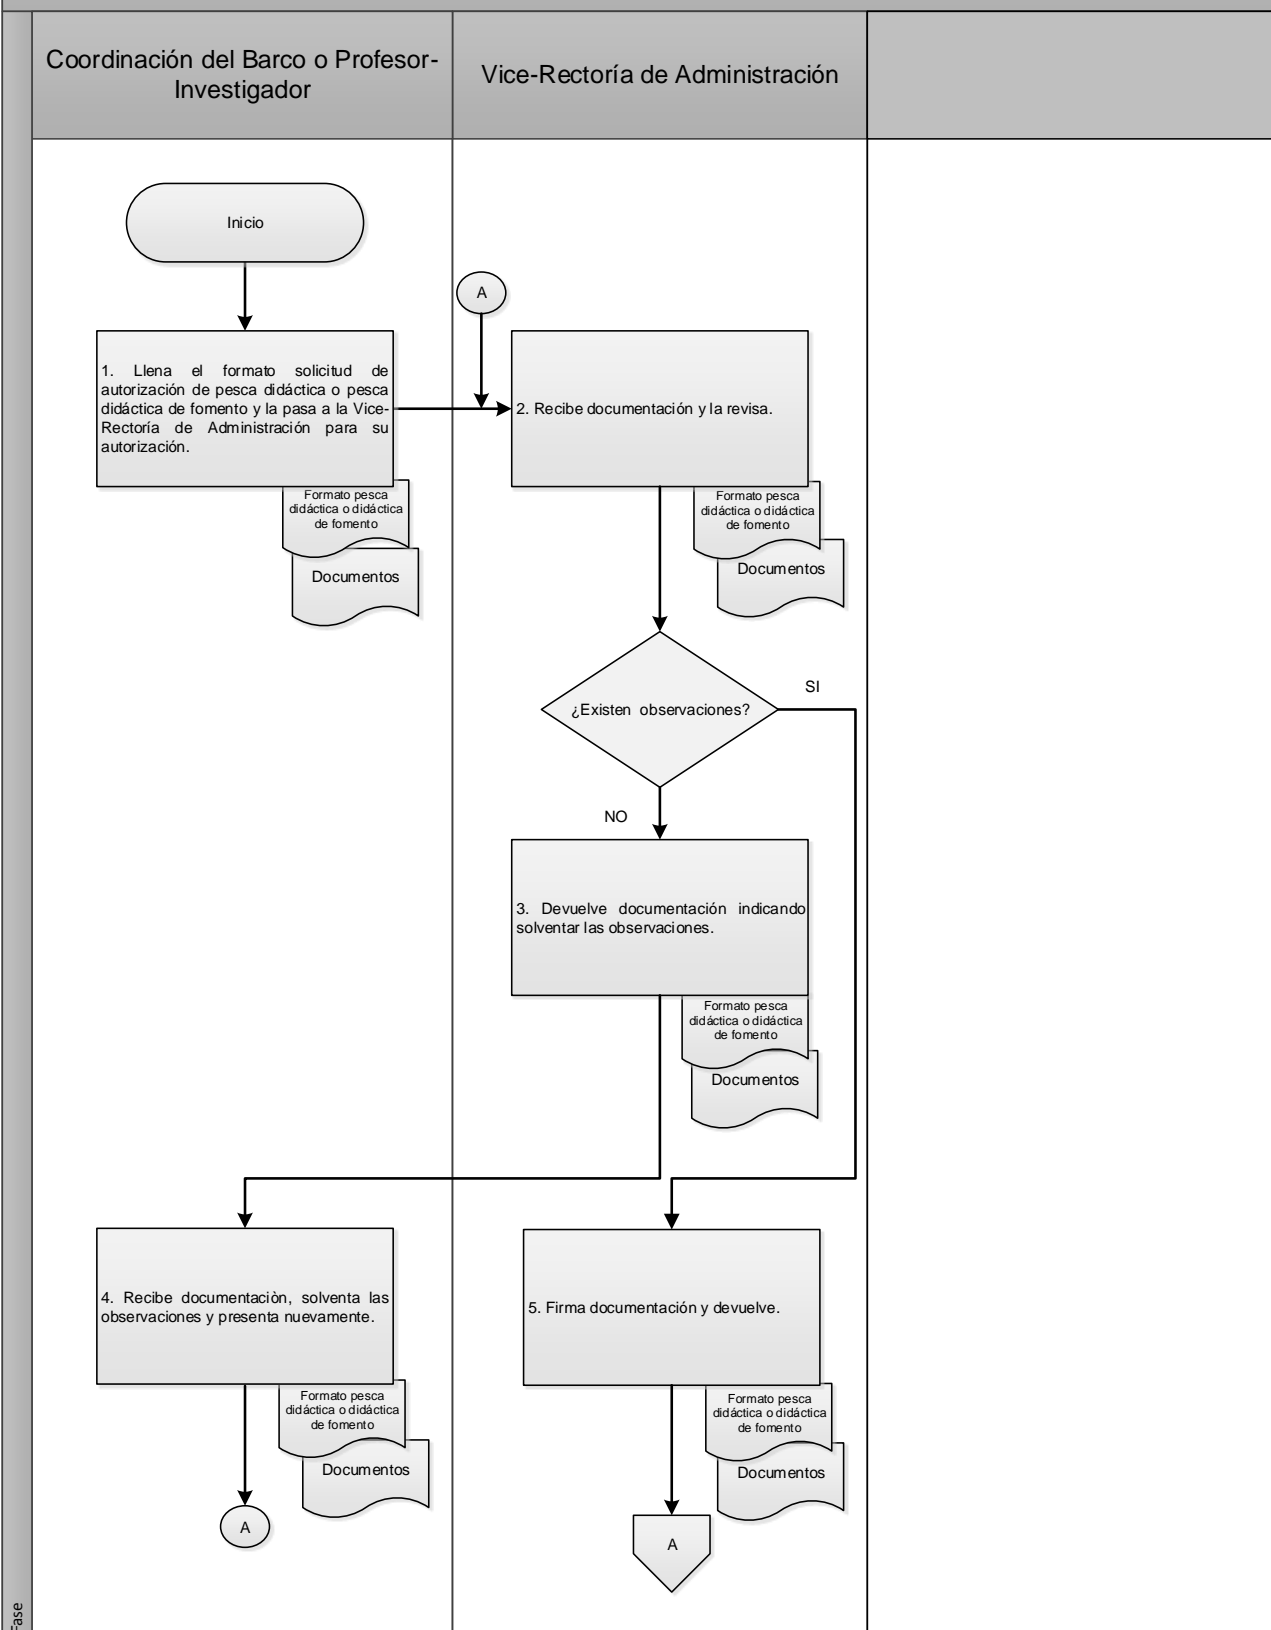 Coordinación del Barco o Profesor-
Investigador
Vice-Rectoría de Administración
Inicio
A
1. Llena el formato solicitud de
autorización de pesca didáctica o pesca
didáctica de fomento y la pasa a la Vice-
Rectoría de Administración para su
autorización.
2. Recibe documentación y la revisa.
Formato pesca
didáctica o didáctica
de fomento
Documentos
Formato pesca
didáctica o didáctica
de fomento
Documentos
¿Existen observaciones?
SI
NO
3. Devuelve documentación indicando
solventar las observaciones.
Formato pesca
didáctica o didáctica
de fomento
Documentos
4. Recibe documentaciòn, solventa las
observaciones y presenta nuevamente.
5. Firma documentación y devuelve.
Formato pesca
didáctica o didáctica
de fomento
Documentos
Formato pesca
didáctica o didáctica
de fomento
Documentos
A
A
Fase